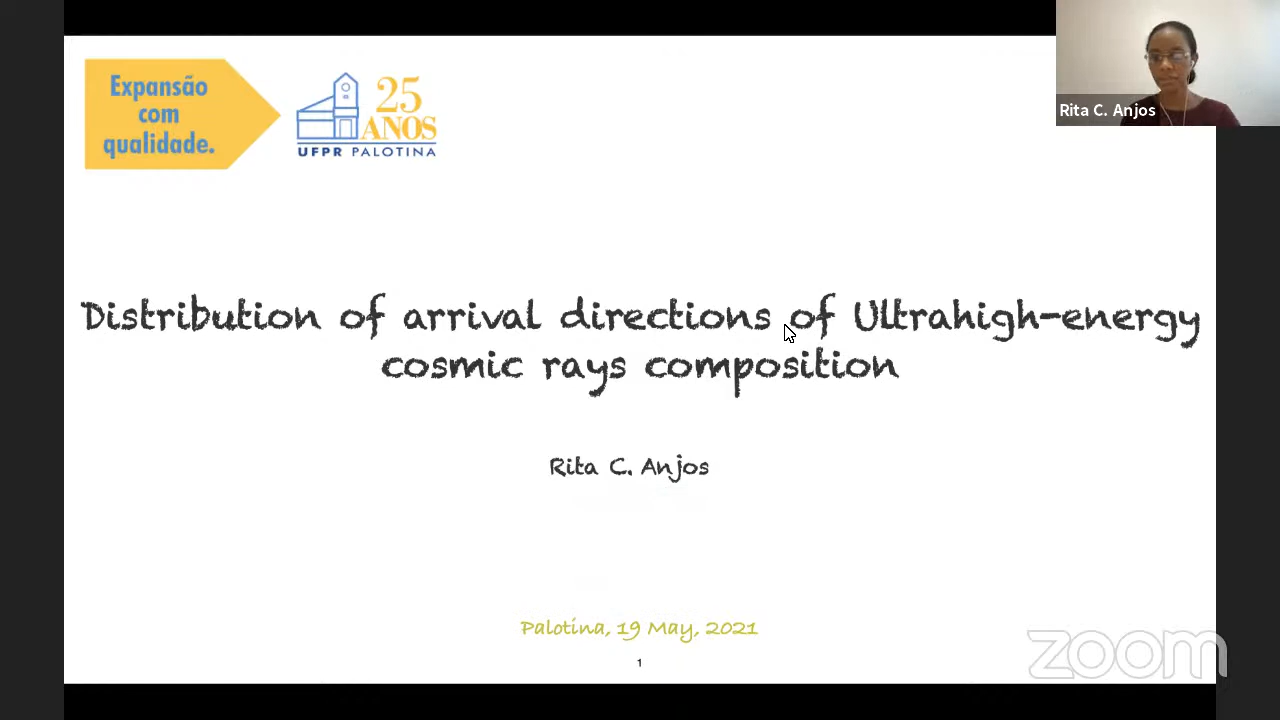 Expansão
com
qualidade.
25
ANOS
UFPR PALOTINA
Rita C. Anjos
Distribution of arrival directions of Ultrahigh-energy
cosmic rays composition
Rita C. Anjos
Palotina, 19 May, 2021
1
zoom